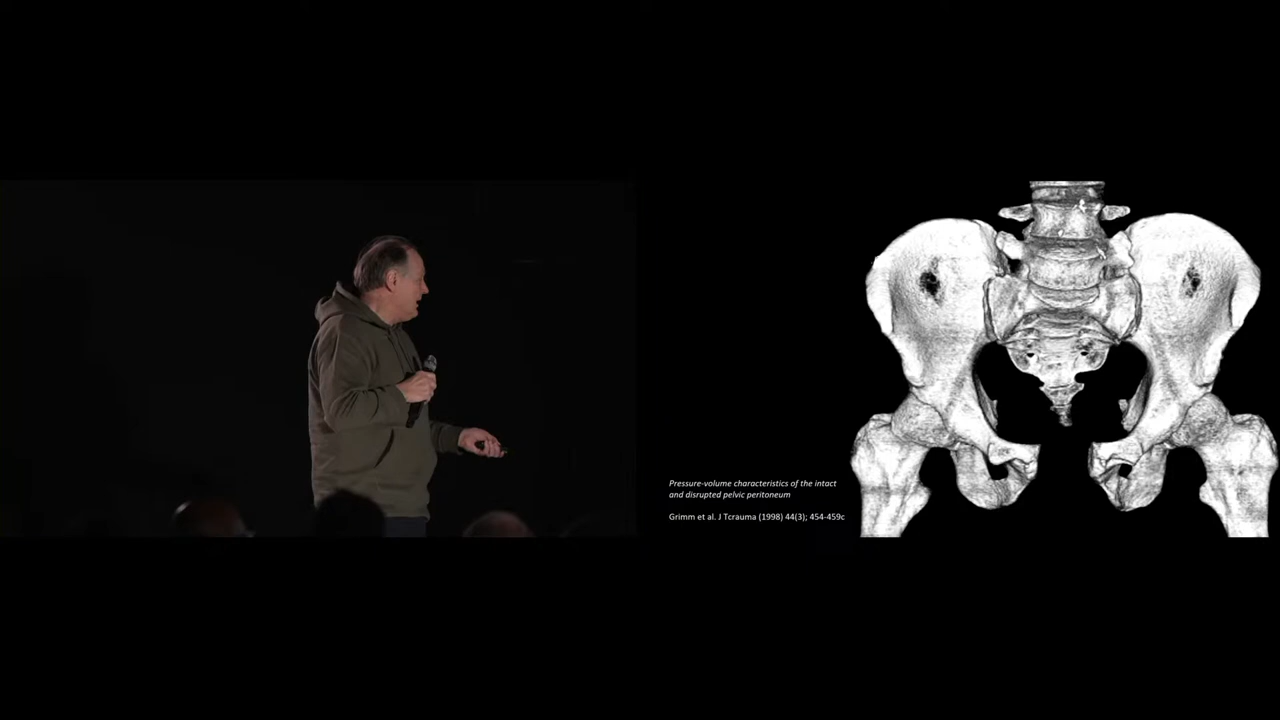 Pressure-volume characteristics of the intact
and disrupted pelvic peritoneum
Grimm et al. J Tcrauma (1998) 44(3); 454-459c